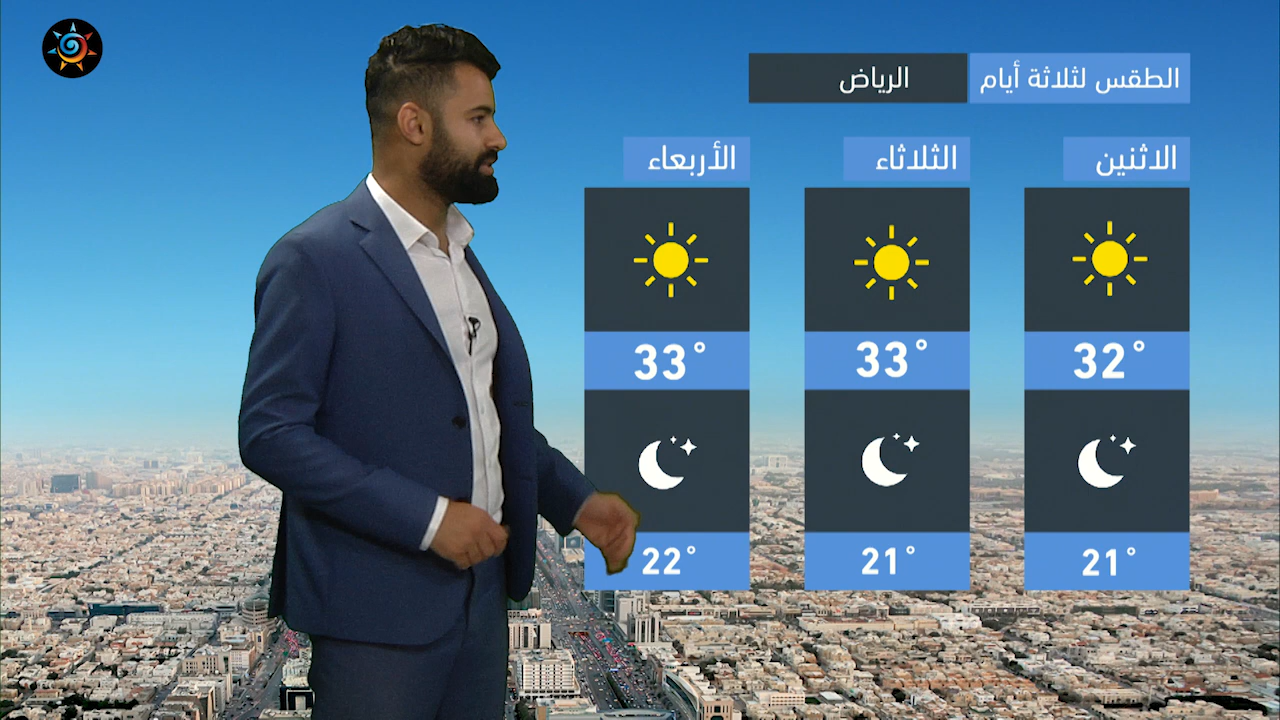 الطقس لثلاثة أيام الرياض
الاثنين الثلاثاء الأربعاء
32° 33° 33°
21° 21° 22°